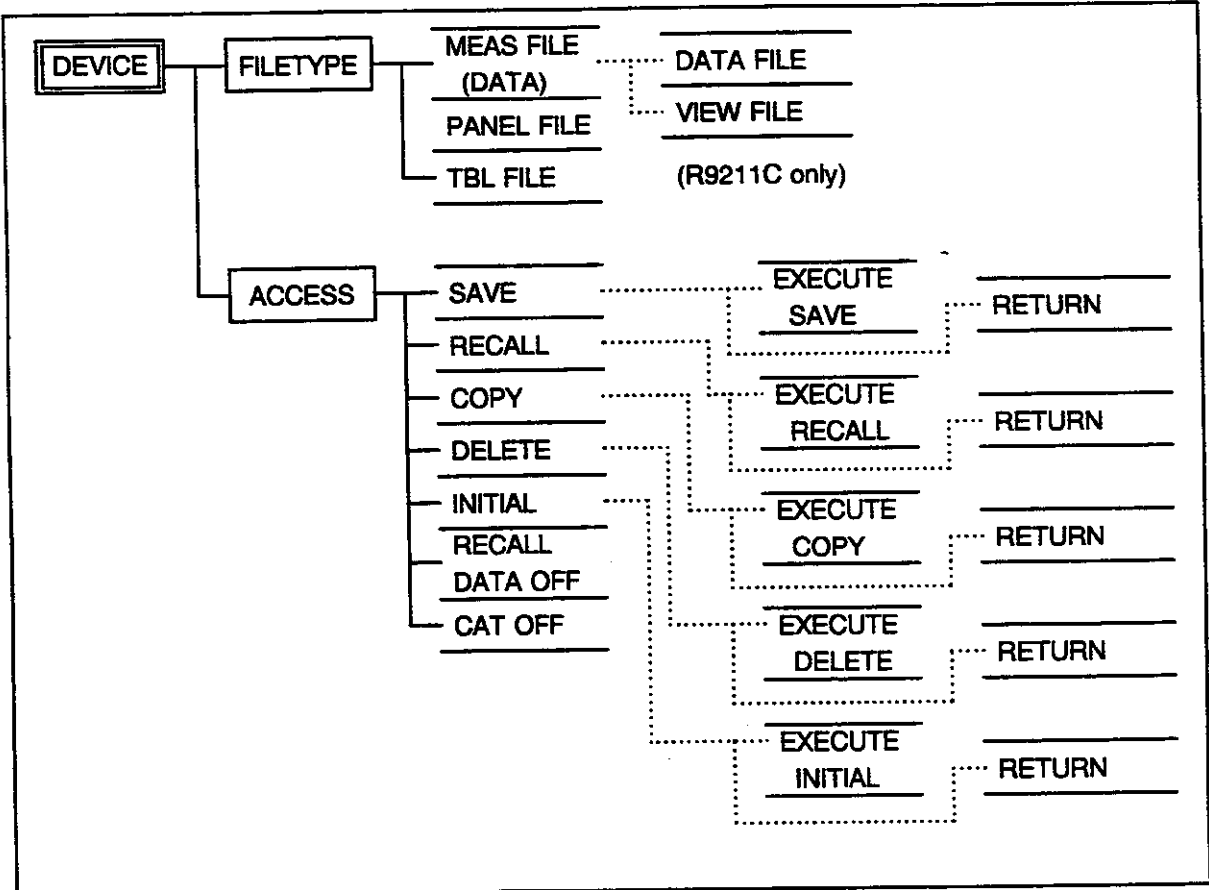 DEVICE
FILETYPE
MEAS FILE
(DATA)
DATA FILE
VIEW FILE
PANEL FILE
TBL FILE
(R9211C only)
ACCESS
SAVE
EXECUTE
SAVE
RETURN
RECALL
EXECUTE
RECALL
RETURN
COPY
EXECUTE
COPY
RETURN
DELETE
EXECUTE
DELETE
RETURN
INITIAL
EXECUTE
INITIAL
RETURN
RECALL
DATA OFF
CAT OFF